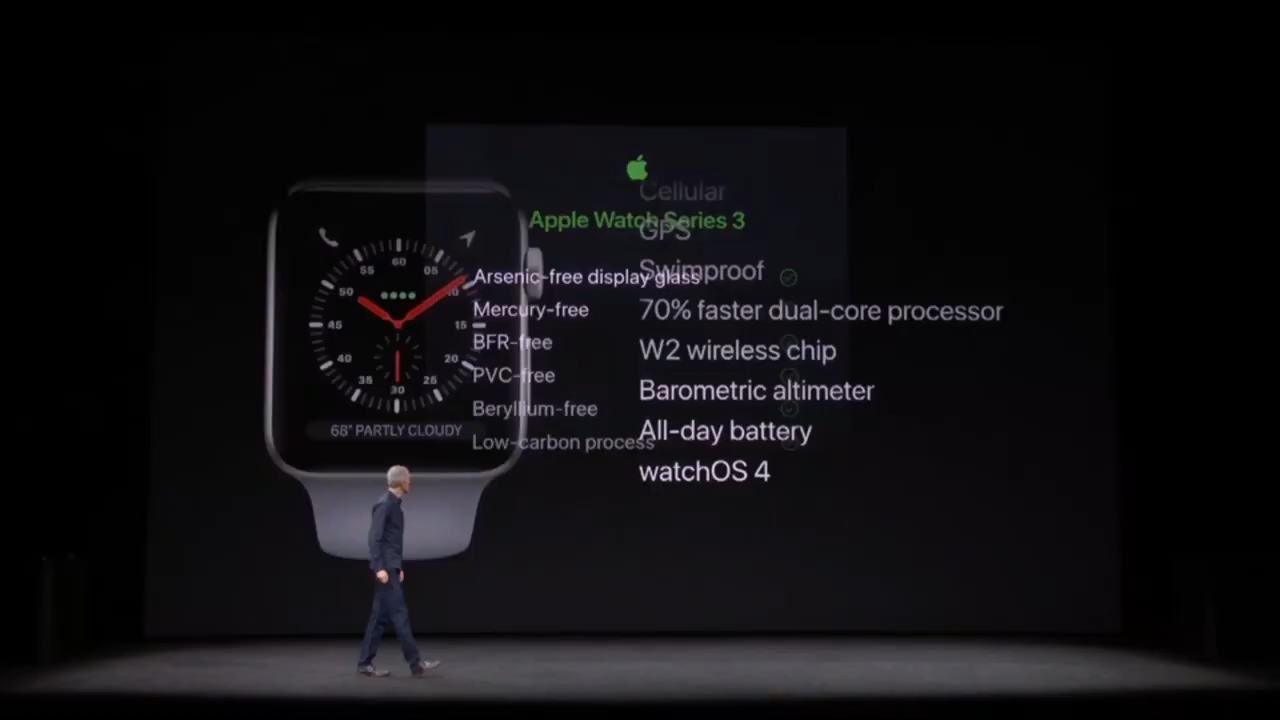 Cellular
Apple Watch Series 3
GPS
Swimproof
Arsenic-free display glass
Mercury-free
70% faster dual-core processor
BFR-free
W2 wireless chip
PVC-free
Barometric altimeter
Beryllium-free
All-day battery
Low-carbon process
watchOS 4
60
55
05
50
10
45
15
40
20
35
25
30
68° PARTLY CLOUDY